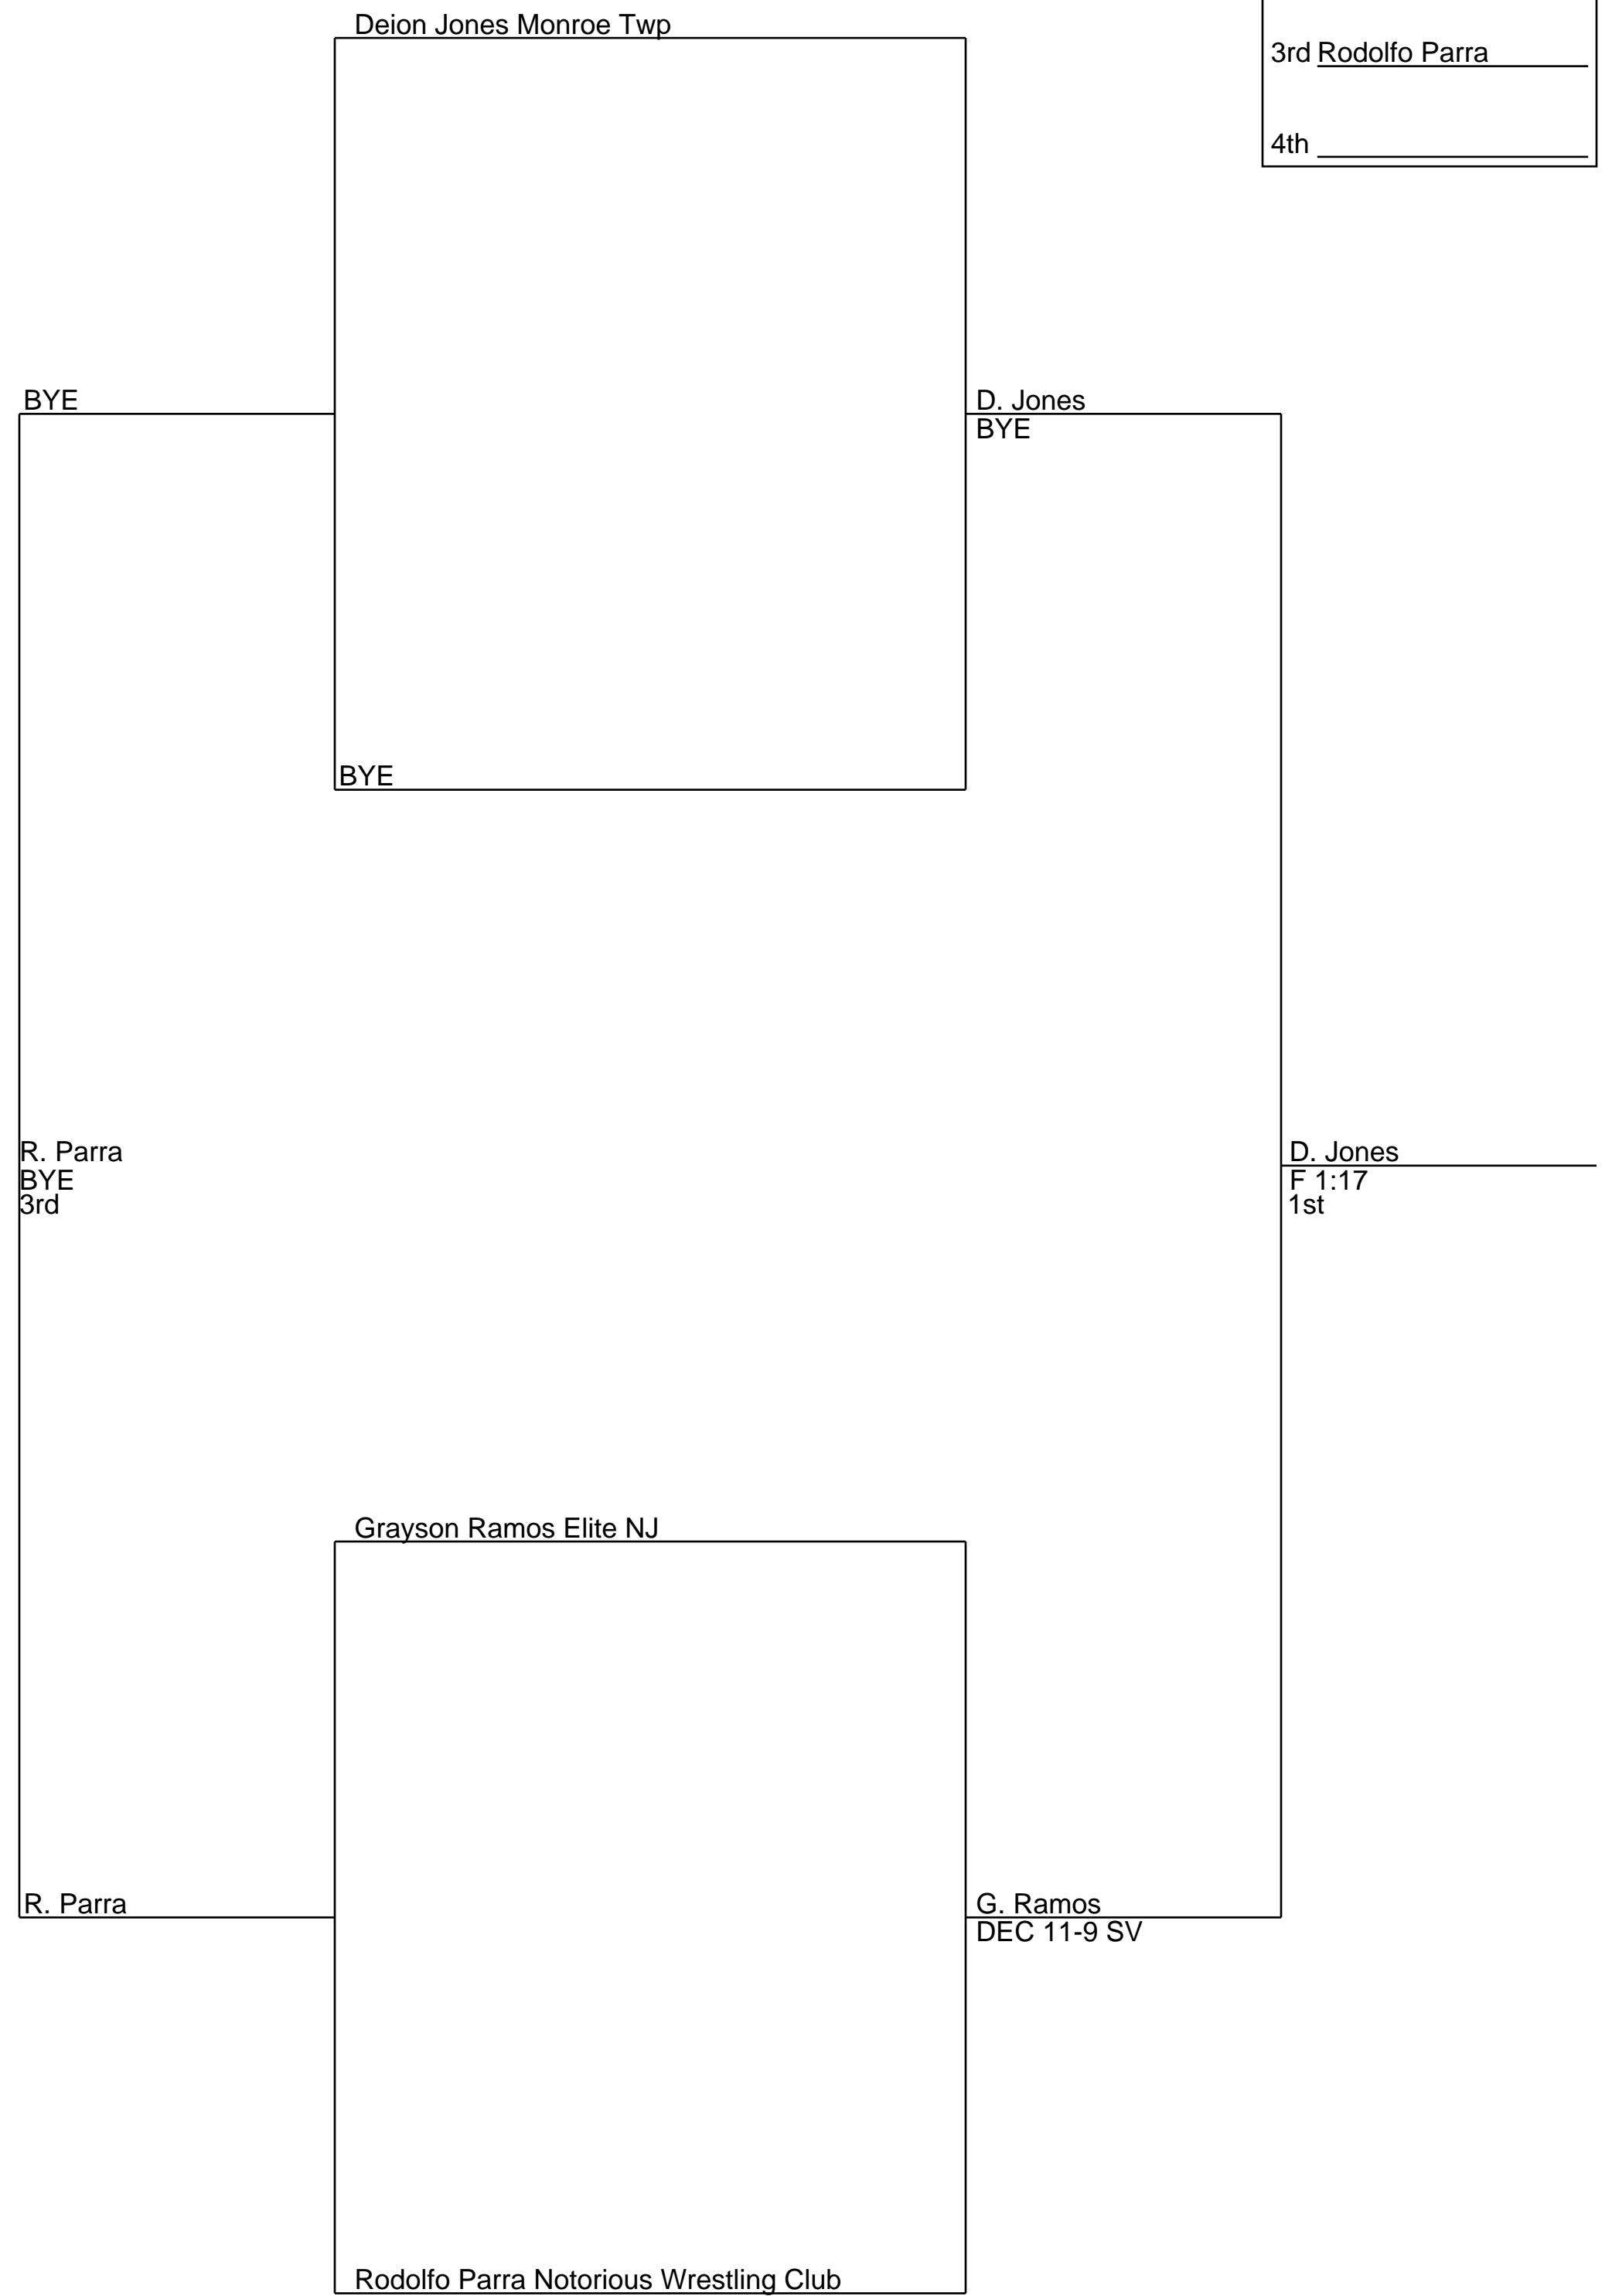 Deion Jones Monroe Twp
3rd Rodolfo Parra
4th
BYE
D. Jones
BYE
BYE
R. Parra
BYE
3rd
D. Jones
F 1:17
1st
Grayson Ramos Elite NJ
R. Parra
G. Ramos
DEC 11-9 SV
Rodolfo Parra Notorious Wrestling Club